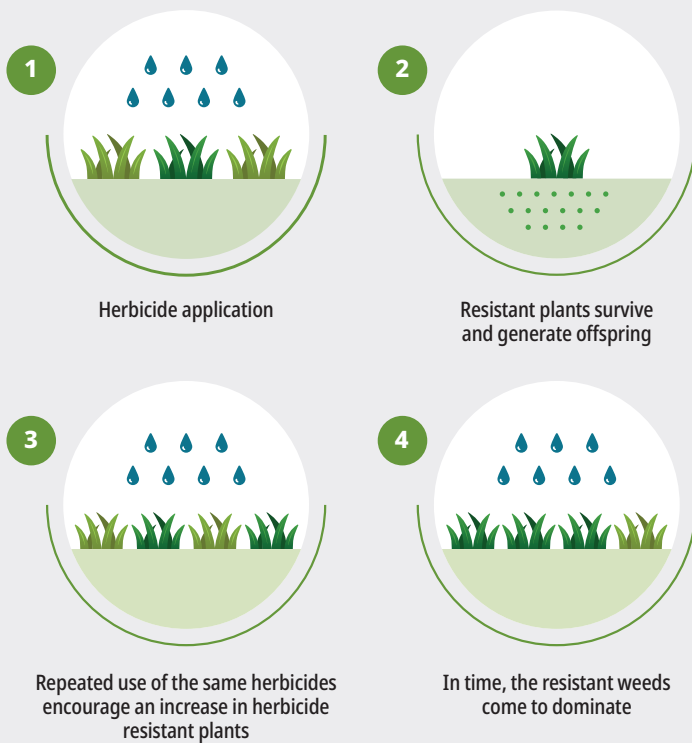 1
Herbicide application
2
Resistant plants survive
and generate offspring
3
Repeated use of the same herbicides
encourage an increase in herbicide
resistant plants
4
In time, the resistant weeds
come to dominate